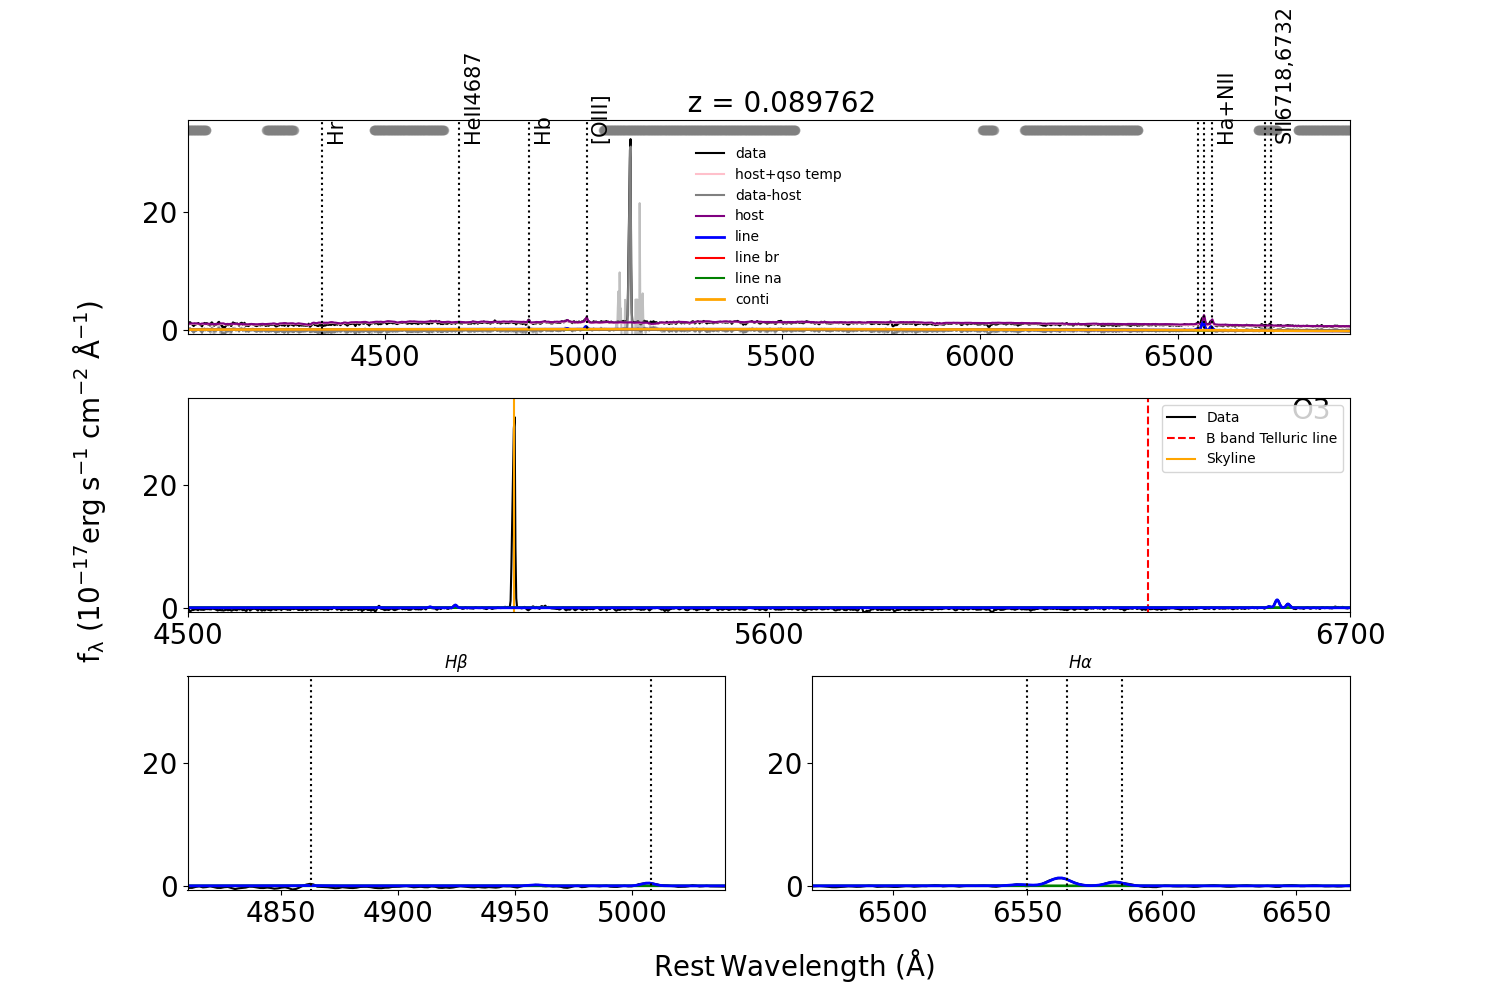 z = 0.089762
Hr
HeII4687
Hb
[OIII]
Ha+NII
SII6718,6732
data
host+qso temp
data-host
host
line
line br
line na
conti
20
0
4500 5000 5500 6000 6500
O3
Data
B band Telluric line
Skyline
20
0
4500 5600 6700
fλ (10⁻¹⁷erg s⁻¹ cm⁻² Å⁻¹)
Hβ
20
0
4850 4900 4950 5000
Hα
20
0
6500 6550 6600 6650
Rest Wavelength (Å)